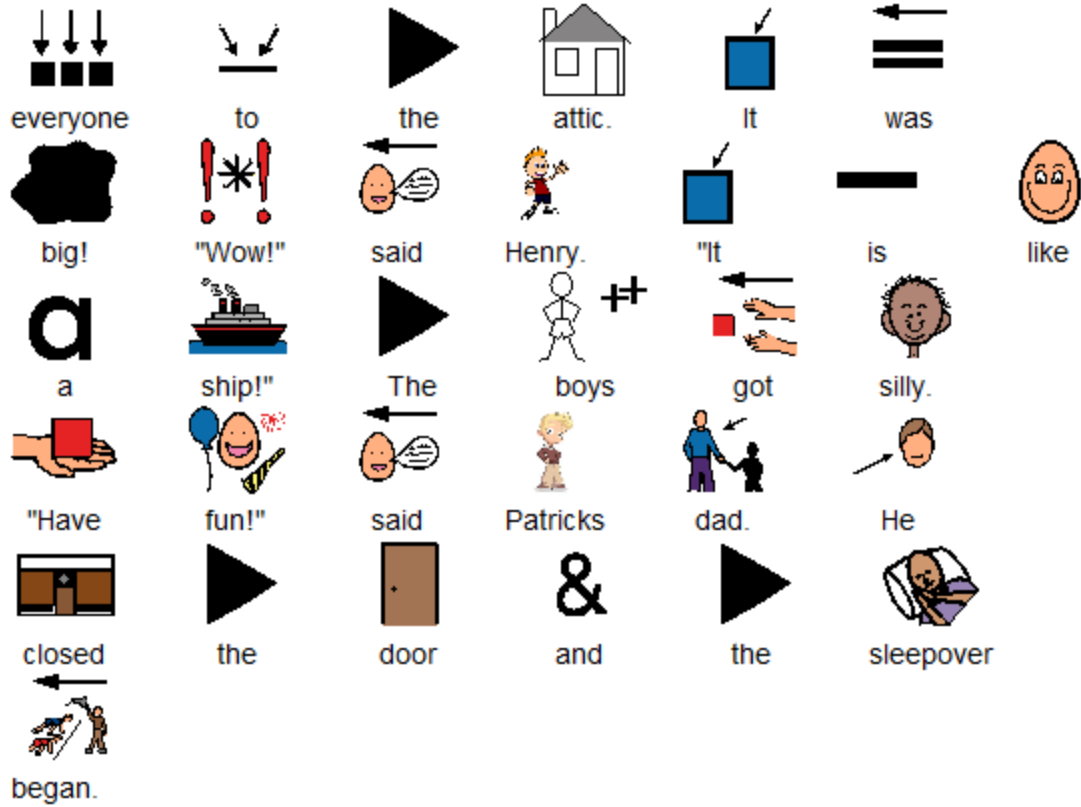 everyone to the attic. It was
big! "Wow!" said Henry. "It is like
a ship!" The boys got silly.
"Have fun!" said Patricks dad. He
closed the door & and the sleepover
began.